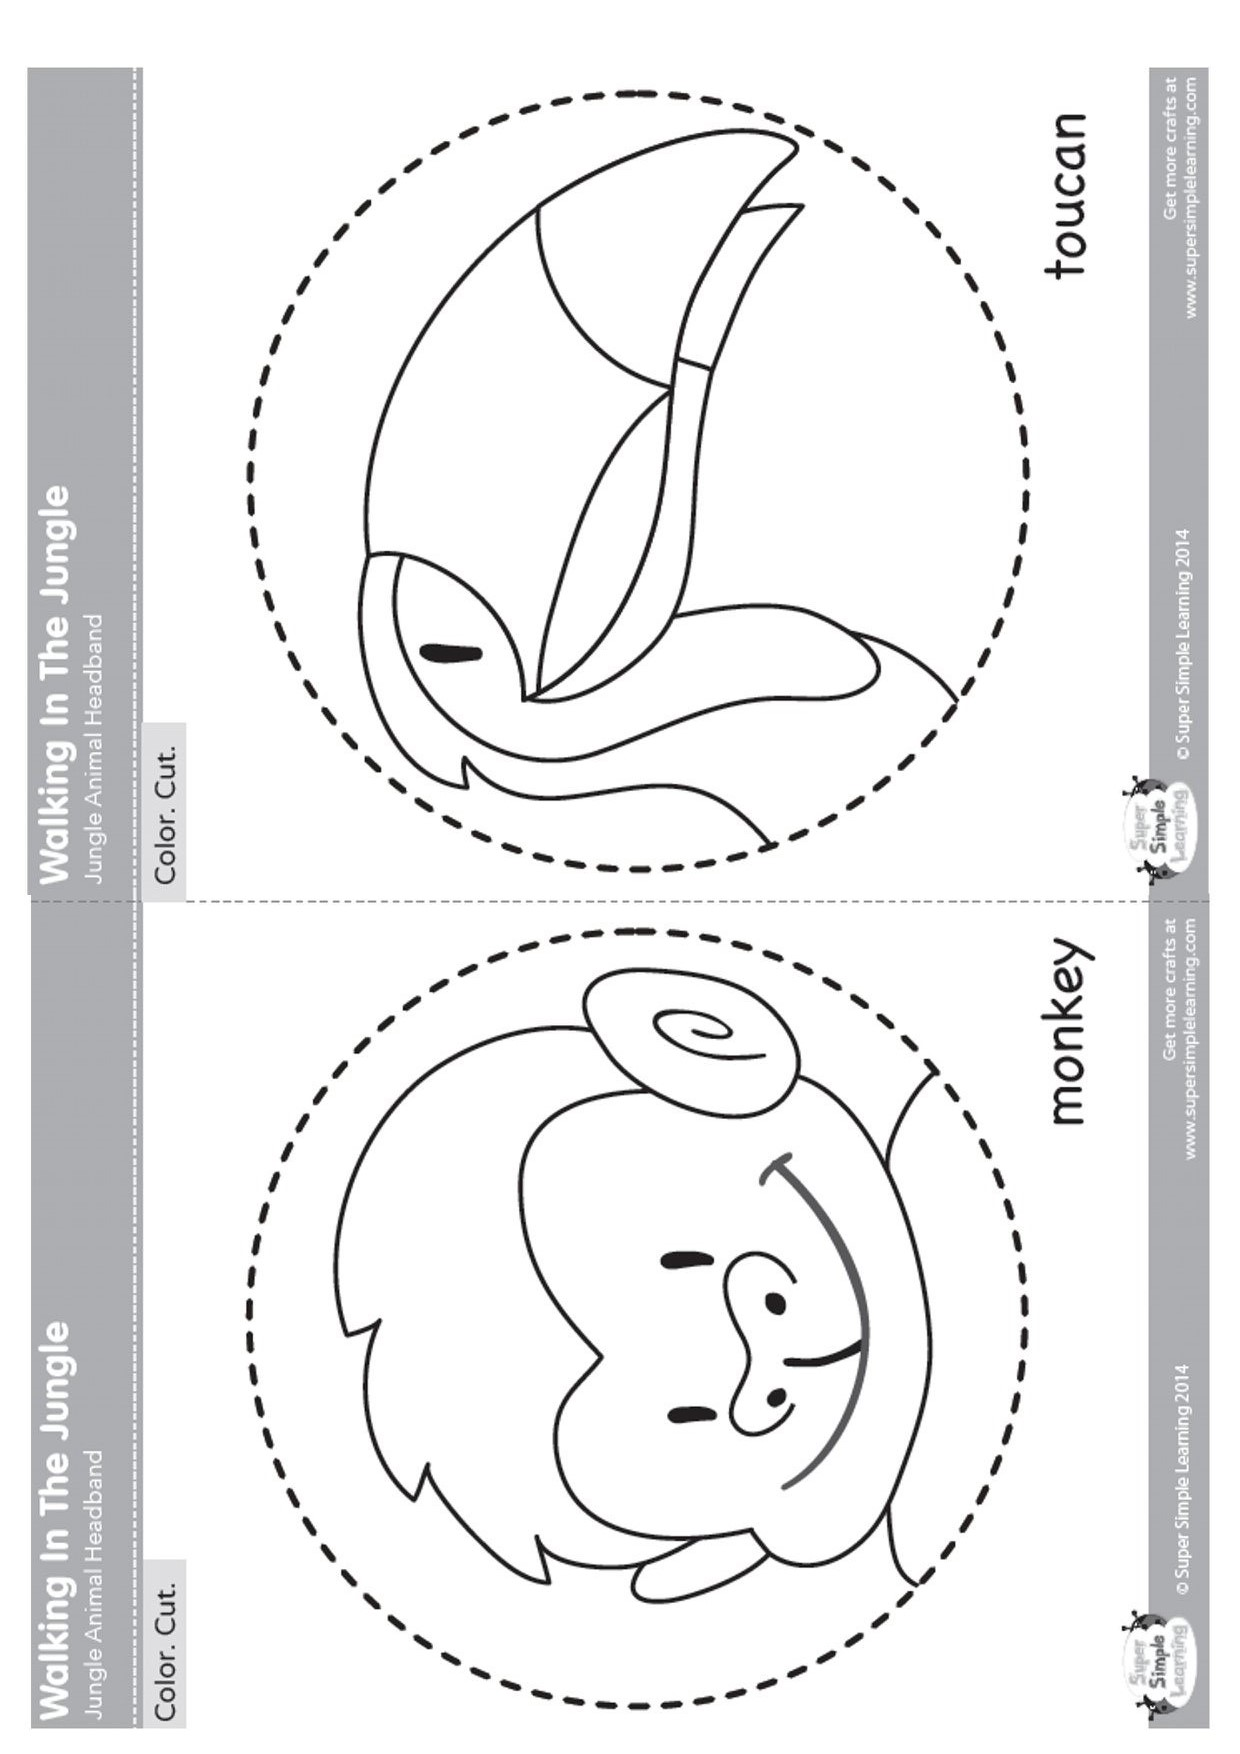 Walking In The Jungle
Jungle Animal Headband
Color. Cut.
monkey
Super
Simple
Learning
© Super Simple Learning 2014
Get more crafts at
www.supersimplelearning.com
Walking In The Jungle
Jungle Animal Headband
Color. Cut.
toucan
Super
Simple
Learning
© Super Simple Learning 2014
Get more crafts at
www.supersimplelearning.com